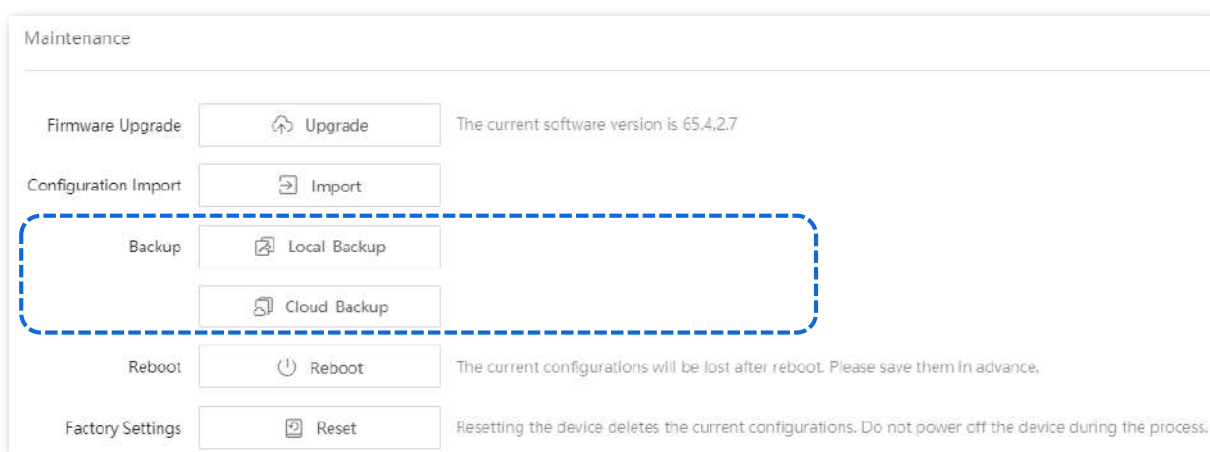 Maintenance
Firmware Upgrade Upgrade The current software version is 65.4.2.7
Configuration Import Import
Backup Local Backup
Cloud Backup
Reboot Reboot The current configurations will be lost after reboot. Please save them in advance.
Factory Settings Reset Resetting the device deletes the current configurations. Do not power off the device during the process.